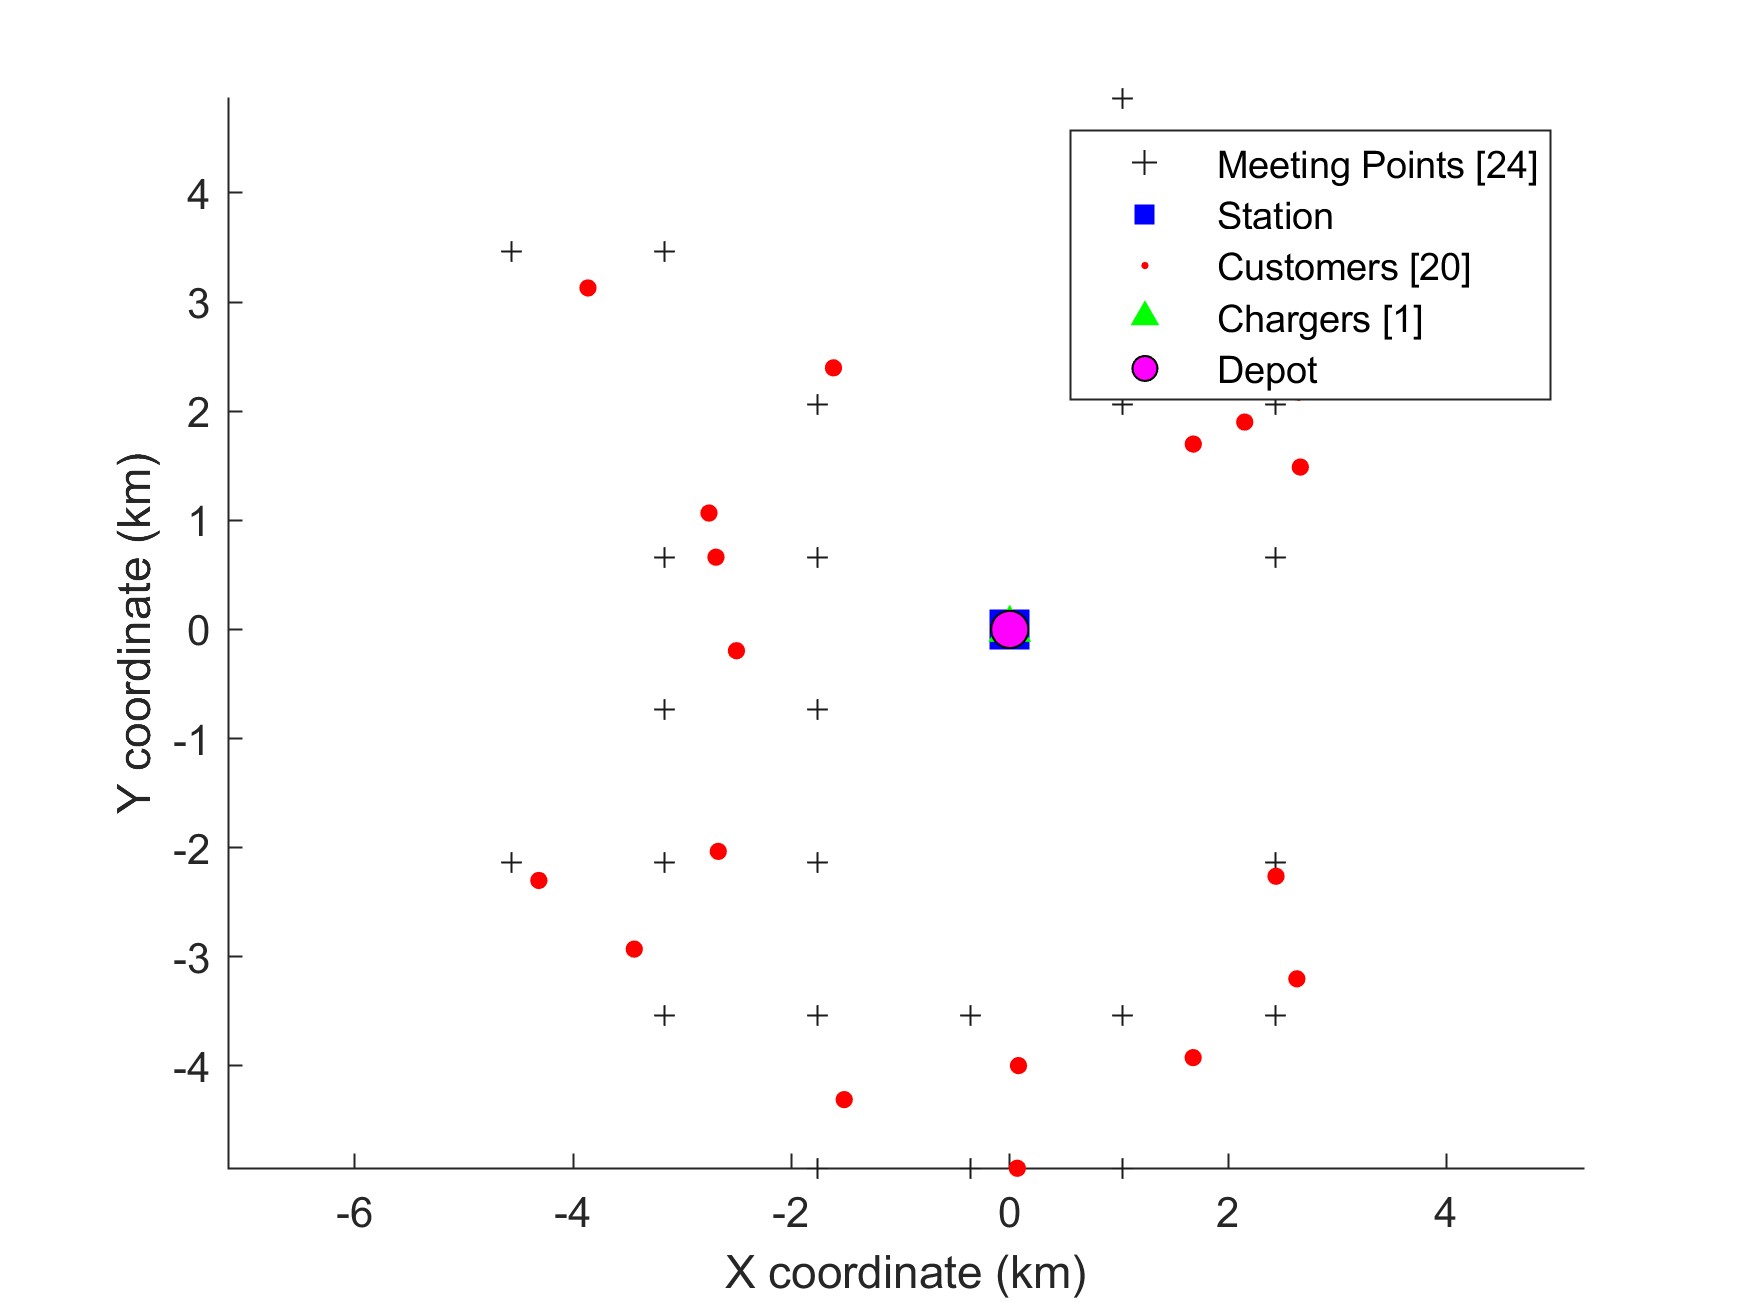 Meeting Points [24]
Station
Customers [20]
Chargers [1]
Depot
4
3
2
1
0
-1
-2
-3
-4
Y coordinate (km)
-6 -4 -2 0 2 4
X coordinate (km)